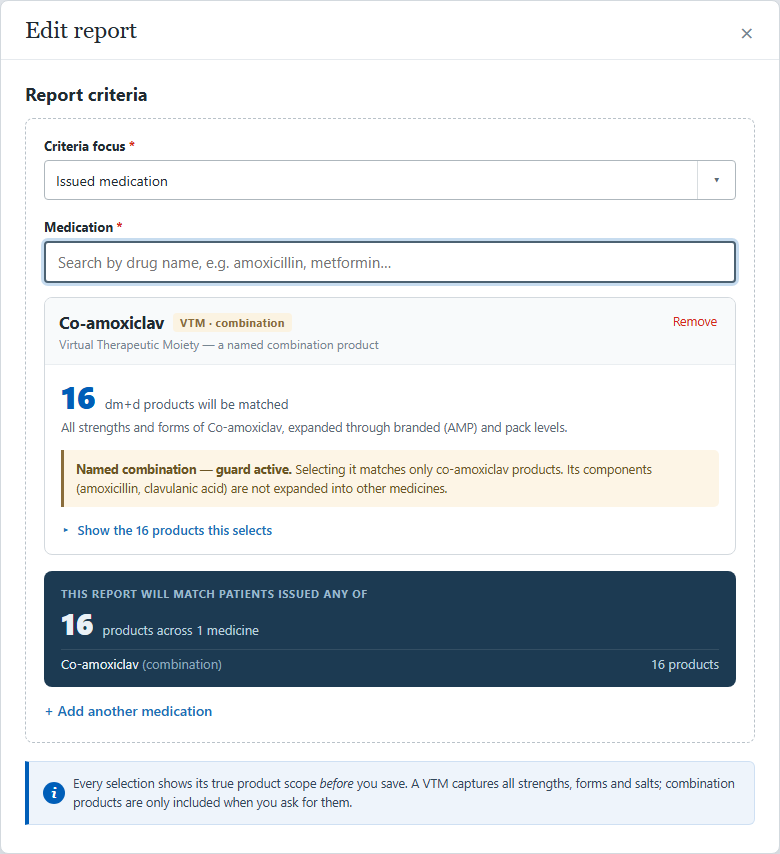 Edit report
×
Report criteria
Criteria focus *
Issued medication
Medication *
Search by drug name, e.g. amoxicillin, metformin...
Co-amoxiclav VTM · combination Remove
Virtual Therapeutic Moiety — a named combination product
16 dm+d products will be matched
All strengths and forms of Co-amoxiclav, expanded through branded (AMP) and pack levels.
Named combination — guard active. Selecting it matches only co-amoxiclav products. Its components
(amoxicillin, clavulanic acid) are not expanded into other medicines.
Show the 16 products this selects
THIS REPORT WILL MATCH PATIENTS ISSUED ANY OF
16 products across 1 medicine
Co-amoxiclav (combination) 16 products
+ Add another medication
i
Every selection shows its true product scope before you save. A VTM captures all strengths, forms and salts; combination
products are only included when you ask for them.